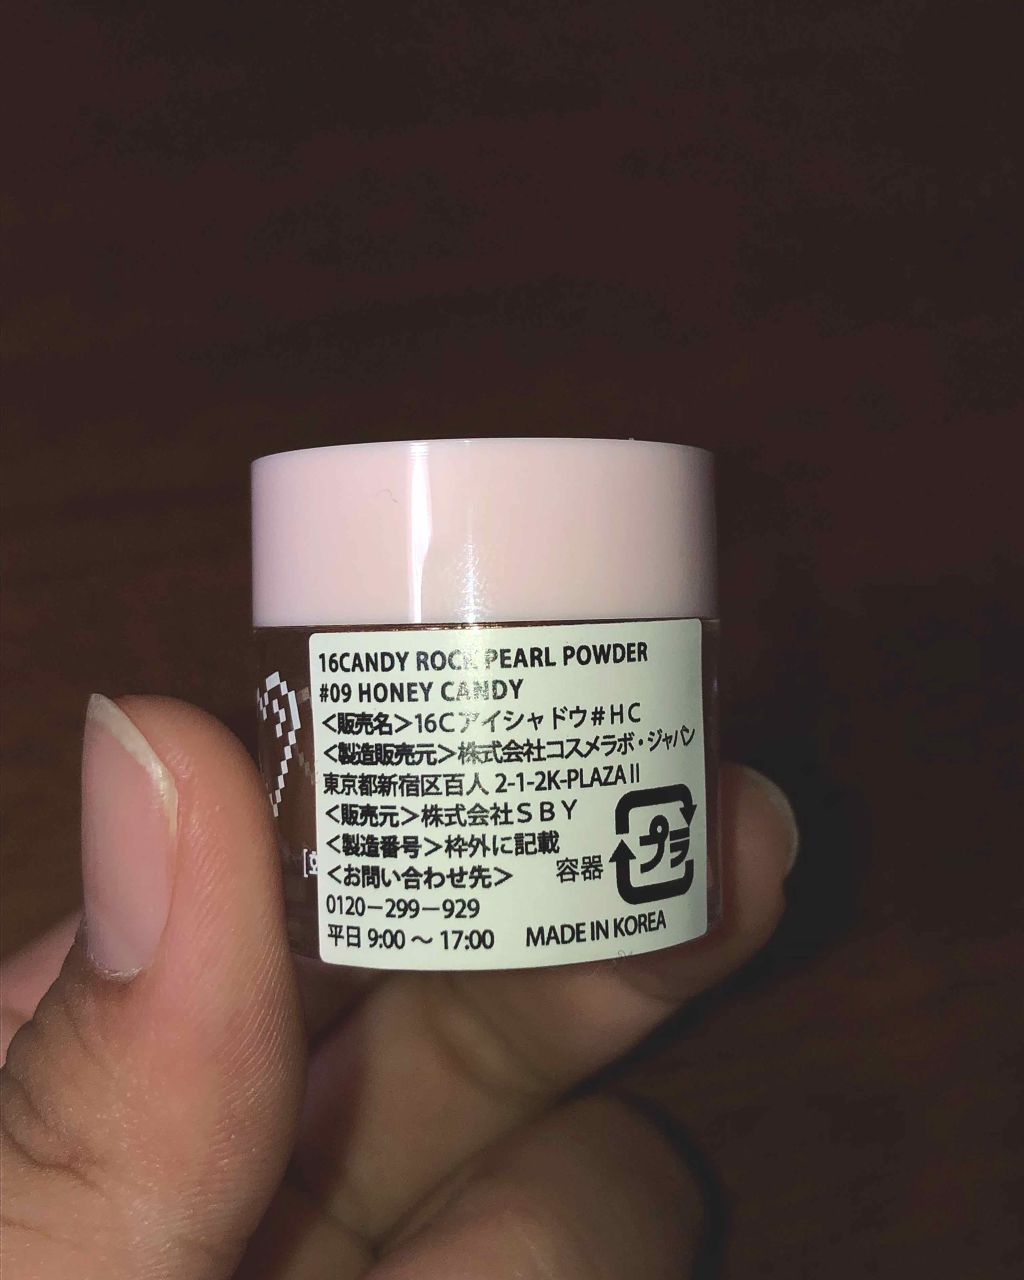 16CANDY ROCK PEARL POWDER
#09 HONEY CANDY
<販売名>16Cアイシャドウ#HC
<製造販売元>株式会社コスメラボ・ジャパン
東京都新宿区百人 2-1-2K-PLAZAⅡ
<販売元>株式会社SBY
<製造番号>枠外に記載
容器 プラ
<お問い合わせ先>
0120-299-929
平日 9:00 ～ 17:00 MADE IN KOREA